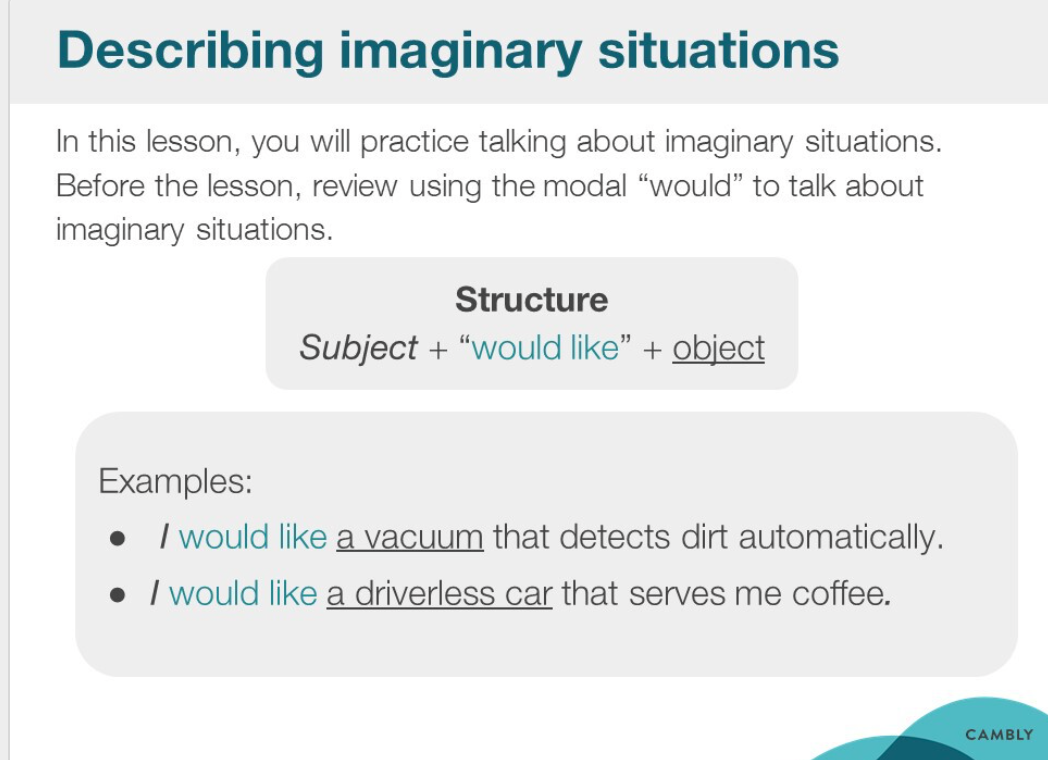 Describing imaginary situations
In this lesson, you will practice talking about imaginary situations.
Before the lesson, review using the modal “would” to talk about
imaginary situations.
Structure
Subject + “would like” + object
Examples:
● I would like a vacuum that detects dirt automatically.
● I would like a driverless car that serves me coffee.
CAMBLY